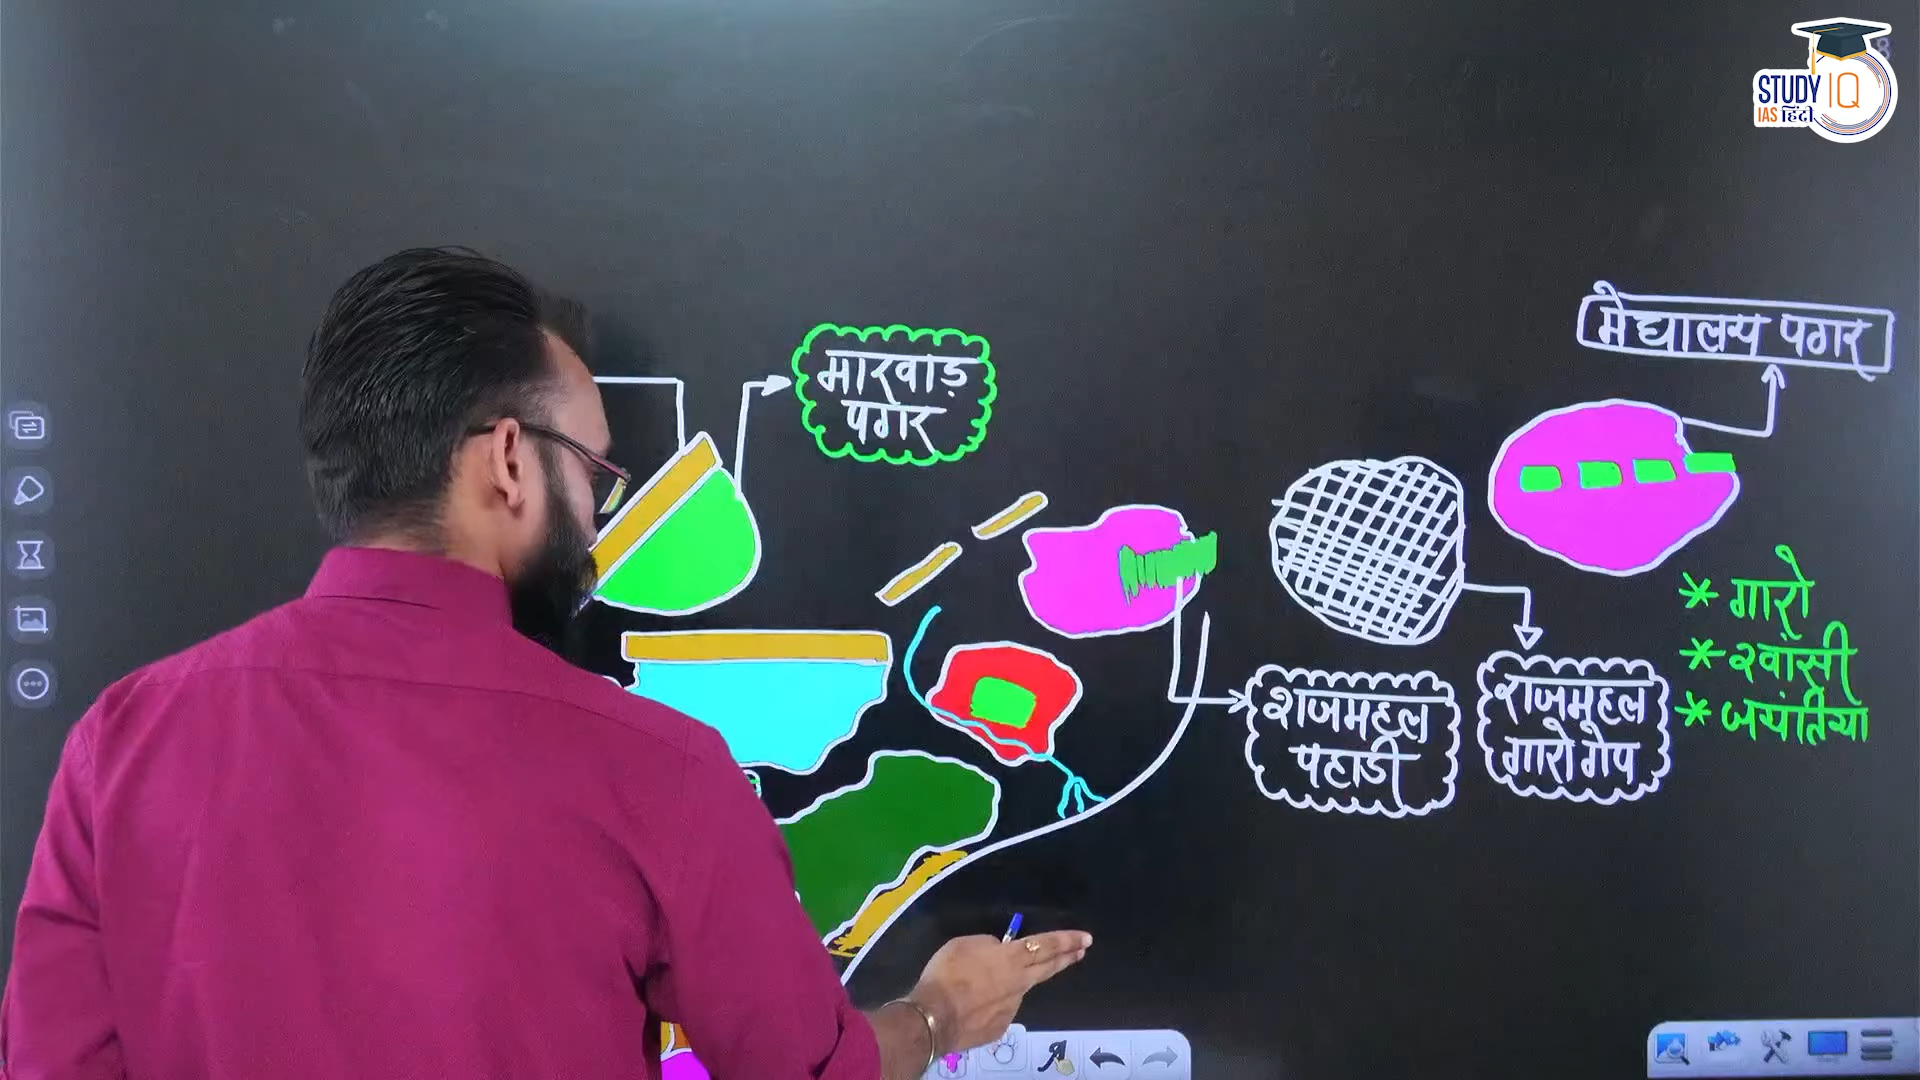 STUDY IQ
IAS हिंदी
मेघालय पठार
मारवाड़
पठार
* गारो
* खासी
* जयंतिया
राजमहल
पहाडी
राजमहल
गारो गेप